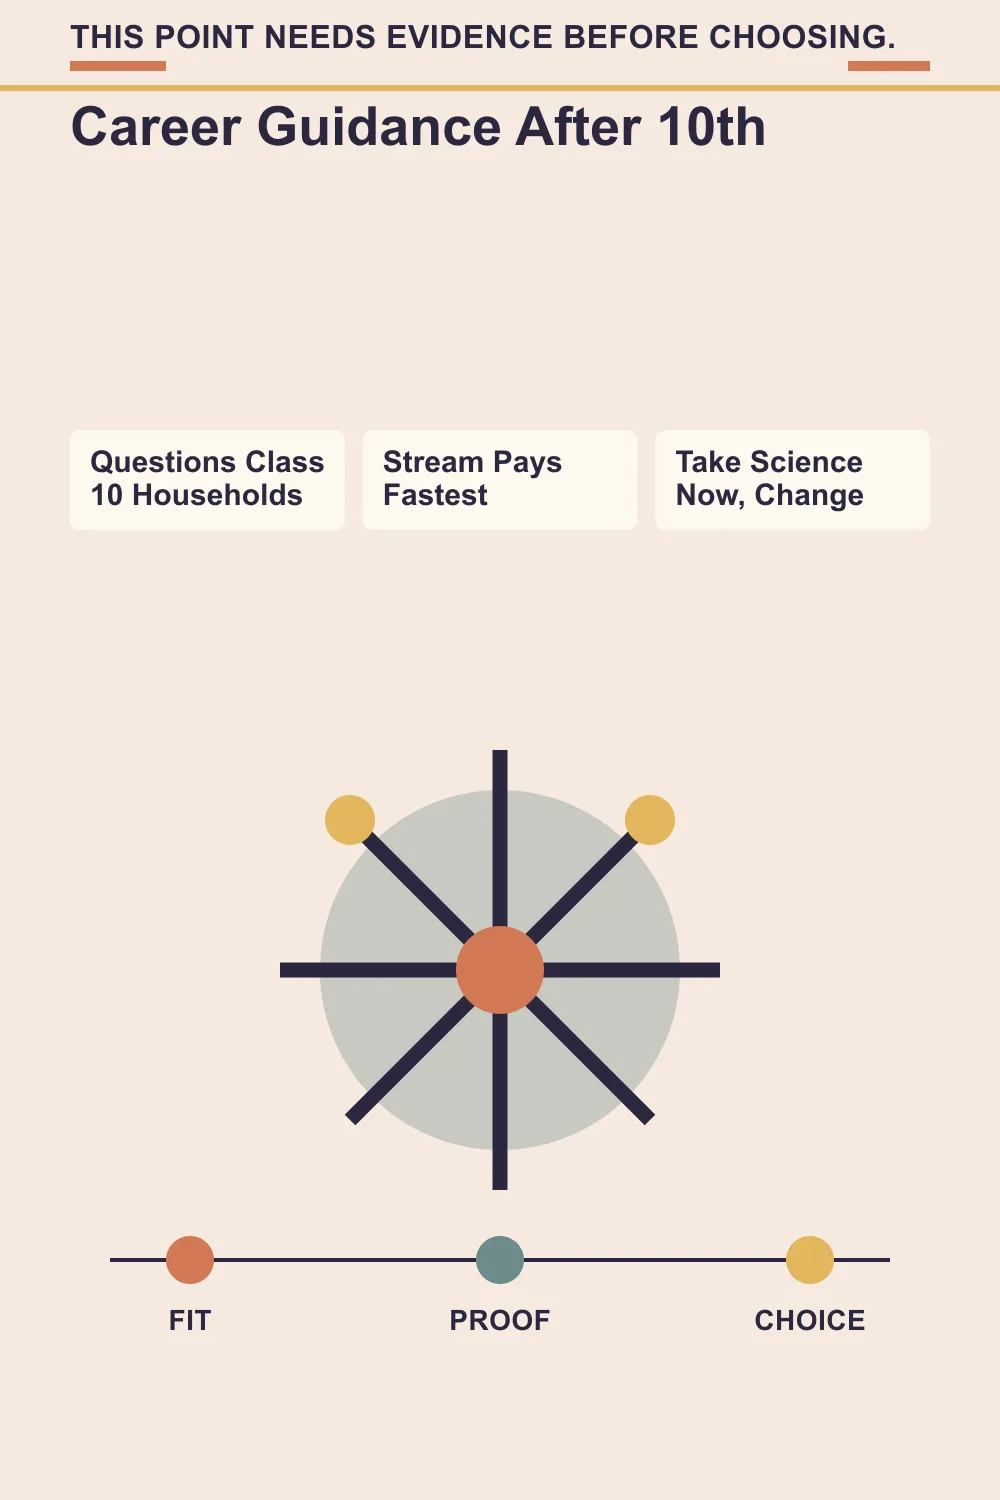 THIS POINT NEEDS EVIDENCE BEFORE CHOOSING.
Career Guidance After 10th
Questions Class
10 Households
Stream Pays
Fastest
Take Science
Now, Change
FIT
PROOF
CHOICE